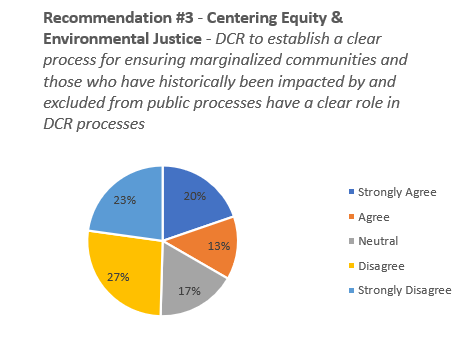 Recommendation #3 - Centering Equity &
Environmental Justice - DCR to establish a clear
process for ensuring marginalized communities and
those who have historically been impacted by and
excluded from public processes have a clear role in
DCR processes
23%
20%
13%
27%
17%
Strongly Agree
Agree
Neutral
Disagree
Strongly Disagree